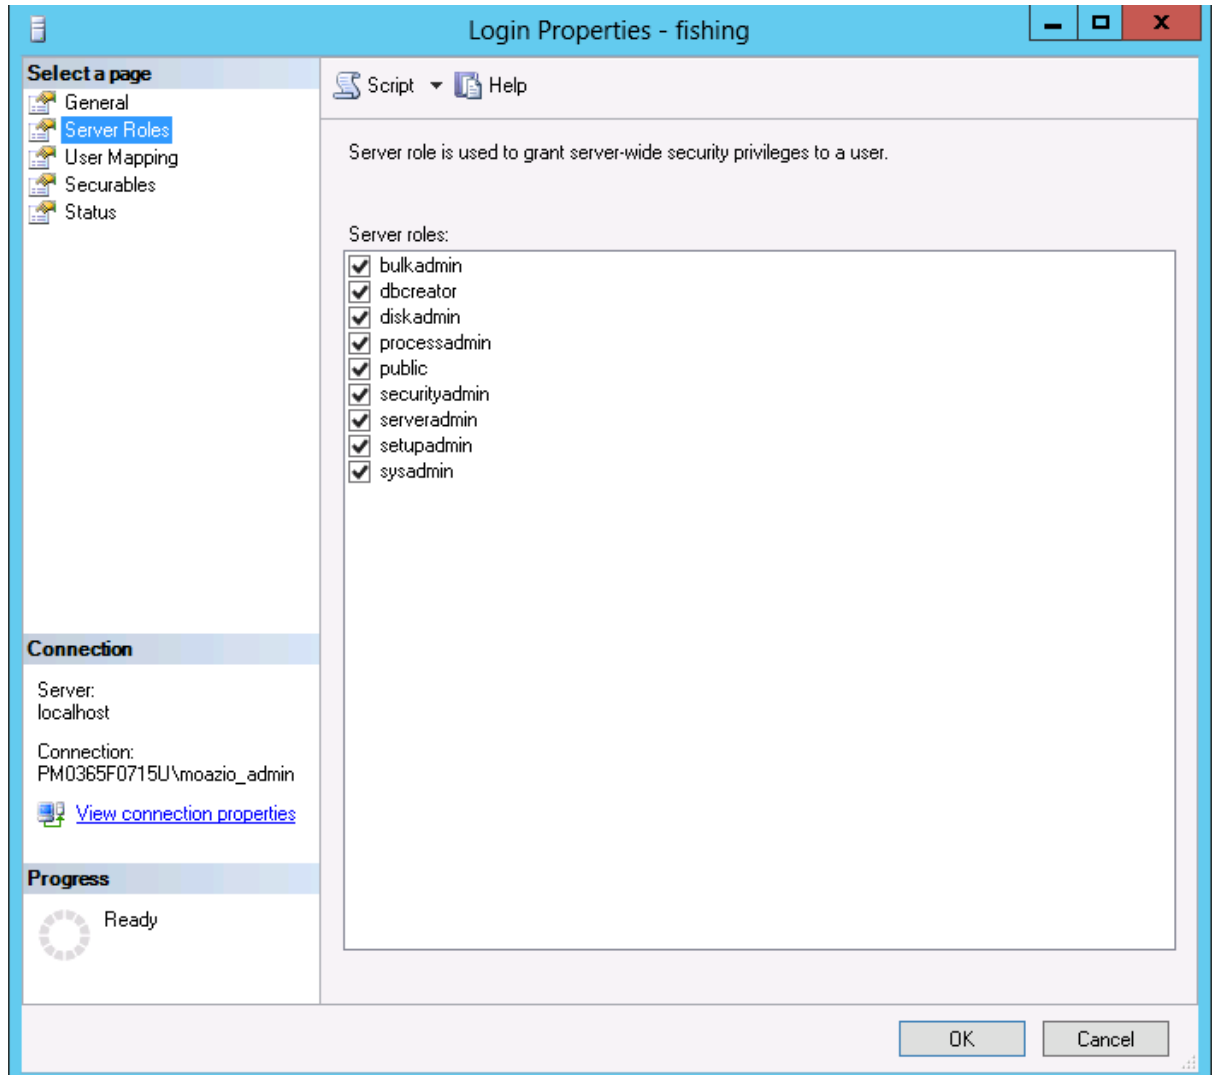 Login Properties - fishing
Select a page
General
Server Roles
User Mapping
Securables
Status
Script
Help
Server role is used to grant server-wide security privileges to a user.
Server roles:
bulkadmin
dbcreator
diskadmin
processadmin
public
securityadmin
serveradmin
setupadmin
sysadmin
Connection
Server:
localhost
Connection:
PM0365F0715U\moazio_admin
View connection properties
Progress
Ready
OK
Cancel